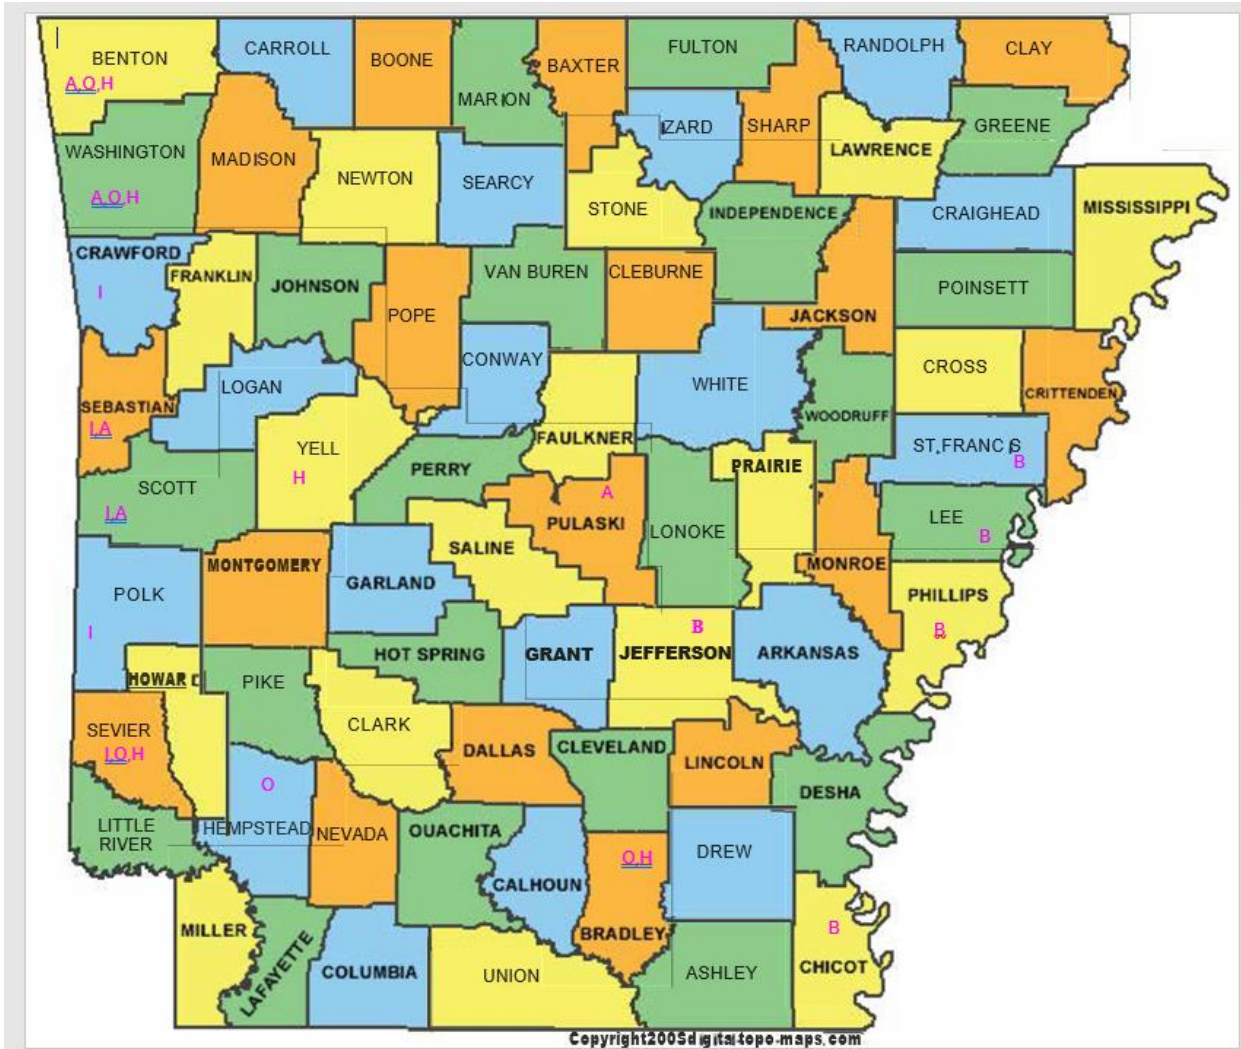 BENTON
CARROLL
BOONE
MARION
BAXTER
FULTON
RANDOLPH
CLAY
A,O,H
ZARD
SHARP
LAWRENCE
GREENE
WASHINGTON
MADISON
NEWTON
SEARCY
STONE
INDEPENDENCE
CRAIGHEAD
MISSISSIPPI
A,O,H
CRAWFORD
FRANKLIN
JOHNSON
POPE
VAN BUREN
CLEBURNE
JACKSON
POINSETT
I
SEBASTIAN
LOGAN
CONWAY
WHITE
WOODRUFF
CROSS
CRITTENDEN
I,A
YELL
H
PERRY
FAULKNER
PRAIRIE
ST.FRANCIS
B
SCOTT
I,A
PULASKI
A
LONOKE
LEE
B
POLK
I
MONTGOMERY
GARLAND
SALINE
MONROE
PHILLIPS
B
HOT SPRING
GRANT
B
JEFFERSON
ARKANSAS
HOWAR
PIKE
CLARK
SEVIER
I,O,H
DALLAS
CLEVELAND
LINCOLN
DESHA
O
LITTLE
RIVER
HEMPSTEAD
NEVADA
OUACHITA
CALHOUN
O,H
BRADLEY
DREW
B
CHICOT
MILLER
LAFAYETTE
COLUMBIA
UNION
ASHLEY
Copyright200Sdigital-topo-maps.com